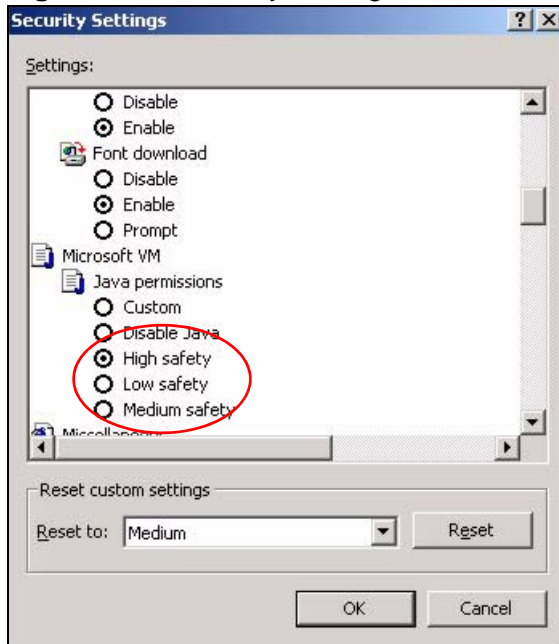 Security Settings
Settings:
Disable
Enable
Font download
Disable
Enable
Prompt
Microsoft VM
Java permissions
Custom
Disable Java
High safety
Low safety
Medium safety
Miscellaneous
Reset custom settings
Reset to: Medium Reset
OK Cancel